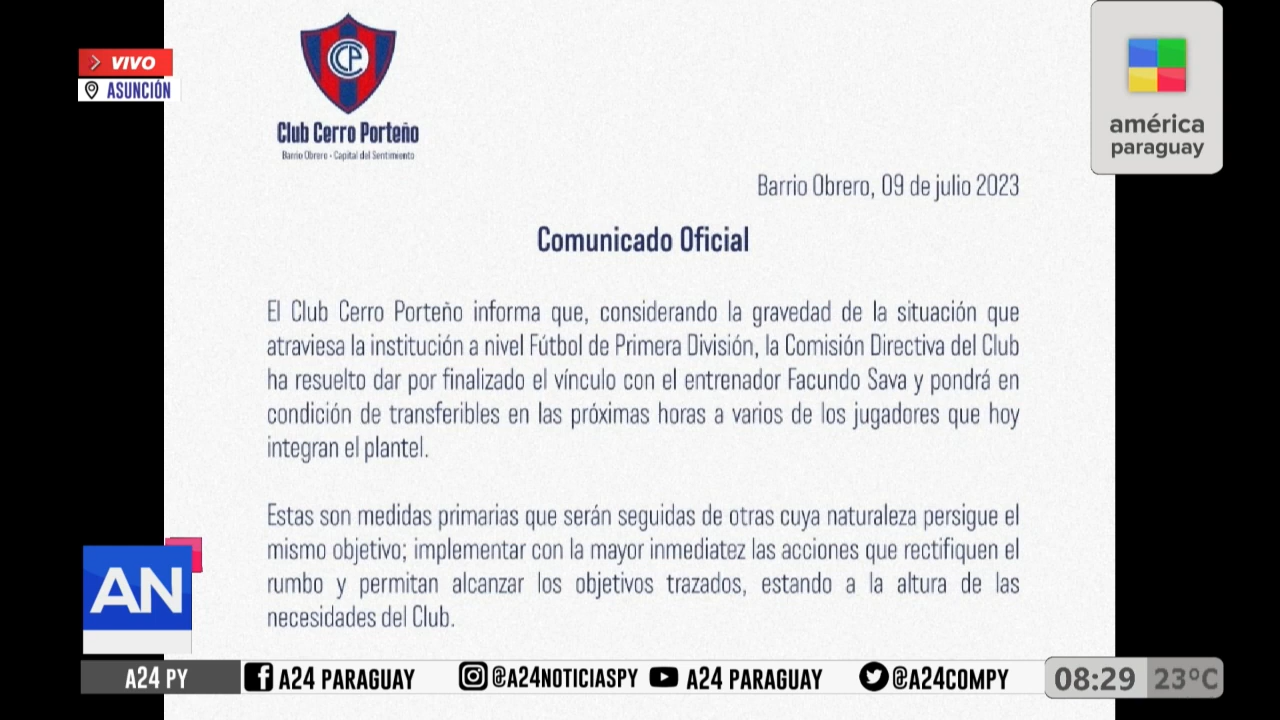 VIVO
ASUNCIÓN
CCP
Club Cerro Porteño
Barrio Obrero - Capital del Sentimiento
américa
paraguay
Barrio Obrero, 09 de julio 2023
Comunicado Oficial
El Club Cerro Porteño informa que, considerando la gravedad de la situación que
atraviesa la institución a nivel Fútbol de Primera División, la Comisión Directiva del Club
ha resuelto dar por finalizado el vínculo con el entrenador Facundo Sava y pondrá en
condición de transferibles en las próximas horas a varios de los jugadores que hoy
integran el plantel.
Estas son medidas primarias que serán seguidas de otras cuya naturaleza persigue el
mismo objetivo; implementar con la mayor inmediatez las acciones que rectifiquen el
rumbo y permitan alcanzar los objetivos trazados, estando a la altura de las
necesidades del Club.
AN
A24 PY A24 PARAGUAY @A24NOTICIASPY A24 PARAGUAY @A24COMPY 08:29 23°C